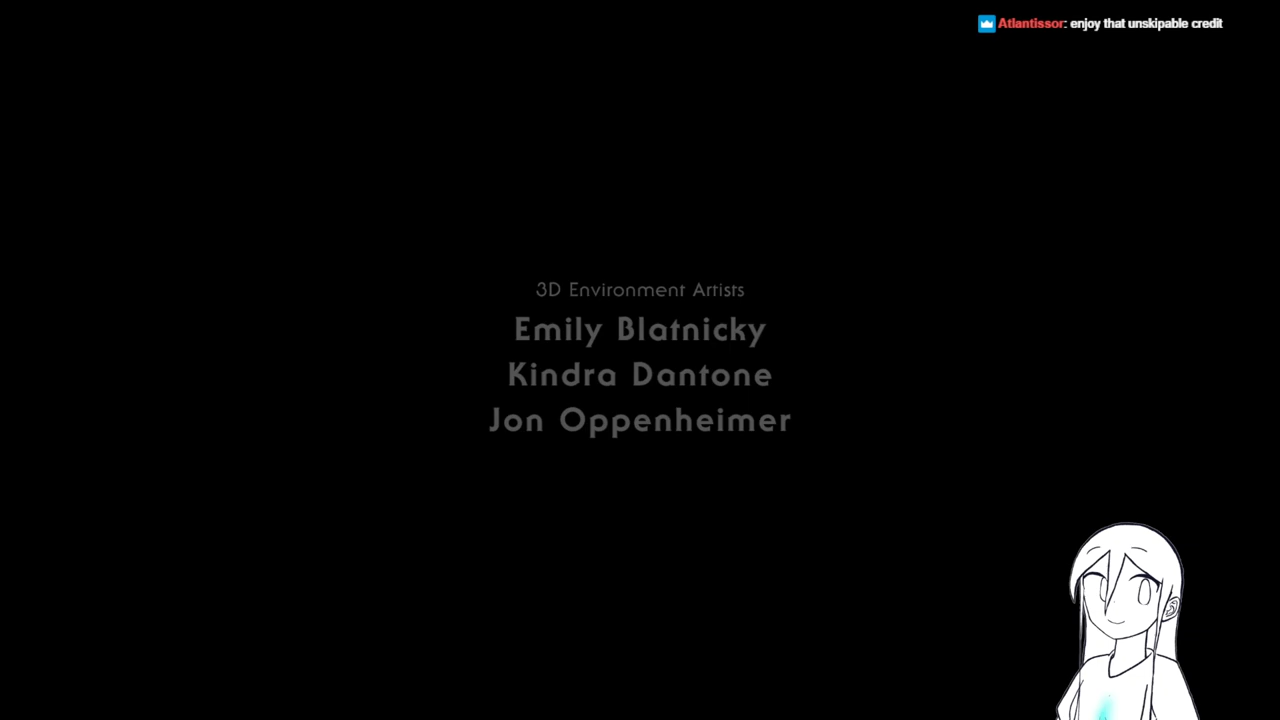 Atlantissor: enjoy that unskipable credit
3D Environment Artists
Emily Blatnicky
Kindra Dantone
Jon Oppenheimer